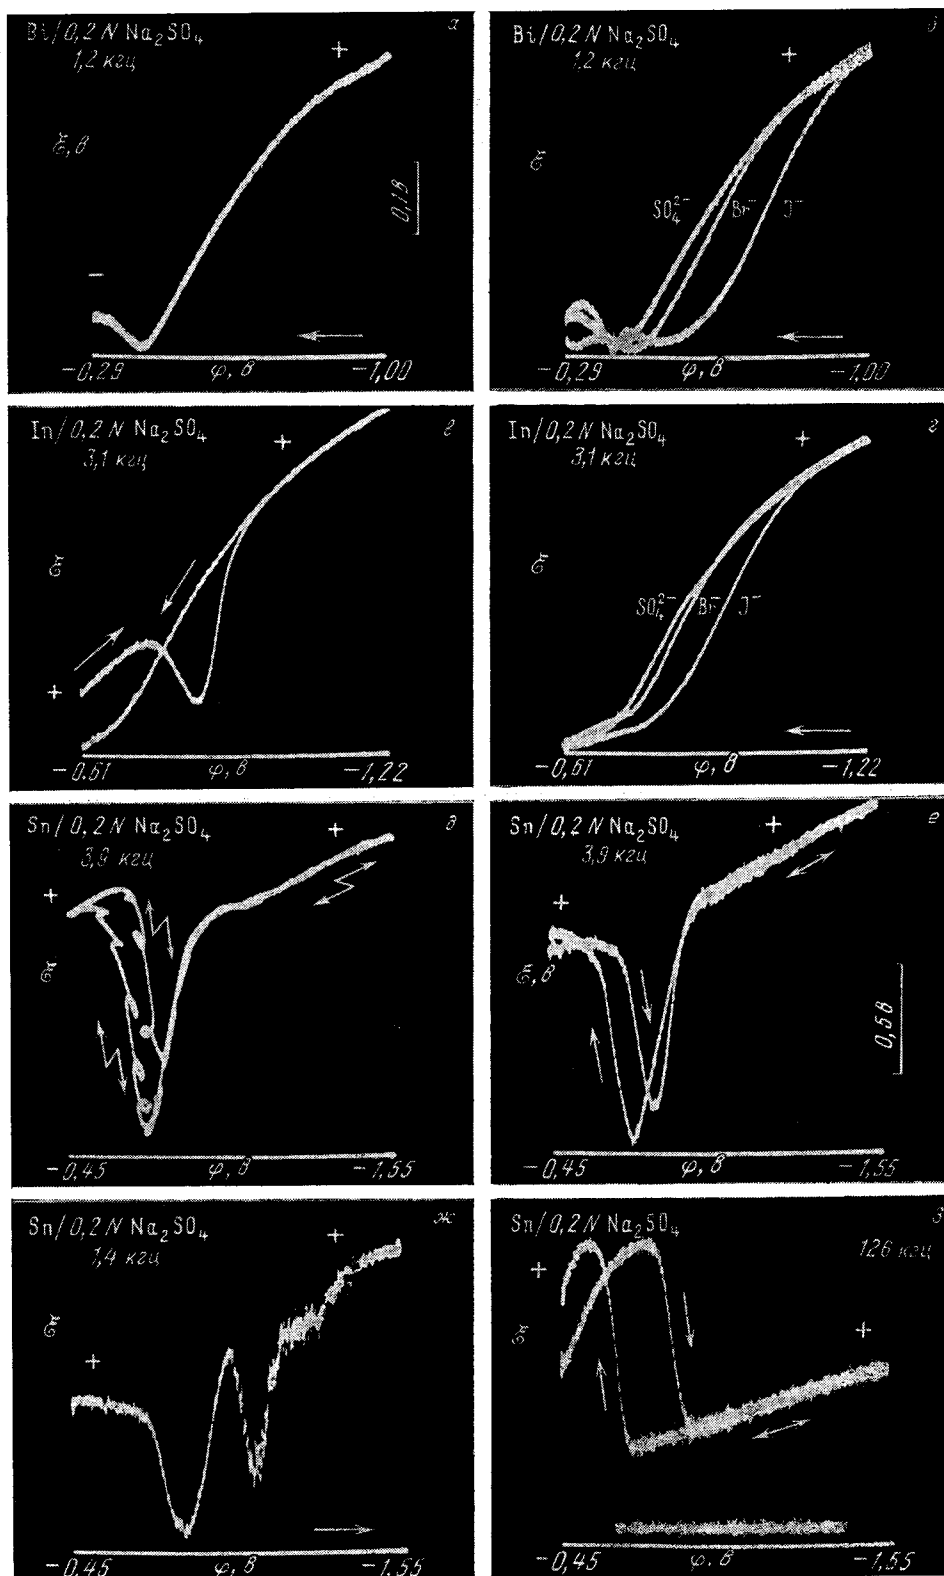 Bi/0,2 N Na₂SO₄ а
1,2 кгц
+
ℰ, в
0,1 в
−
−0,29 φ, в −1,00
Bi/0,2 N Na₂SO₄
1,2 кгц
+
ℰ
SO₄²⁻ Br⁻ J⁻
−0,29 φ, в −1,00
In/0,2 N Na₂SO₄
3,1 кгц
+
ℰ
+
−0,61 φ, в −1,22
In/0,2 N Na₂SO₄ г
3,1 кгц
+
ℰ
SO₄²⁻ Br⁻ J⁻
−0,61 φ, в −1,22
Sn/0,2 N Na₂SO₄ д
3,9 кгц
+
+
ℰ
−0,45 φ, в −1,55
Sn/0,2 N Na₂SO₄ е
3,9 кгц
+
+
ℰ, в
0,5 в
−0,45 φ, в −1,55
Sn/0,2 N Na₂SO₄ ж
1,4 кгц
+
ℰ
+
−0,45 φ, в −1,55
Sn/0,2 N Na₂SO₄ з
126 кгц
+
+
ℰ
−0,45 φ, в −1,55